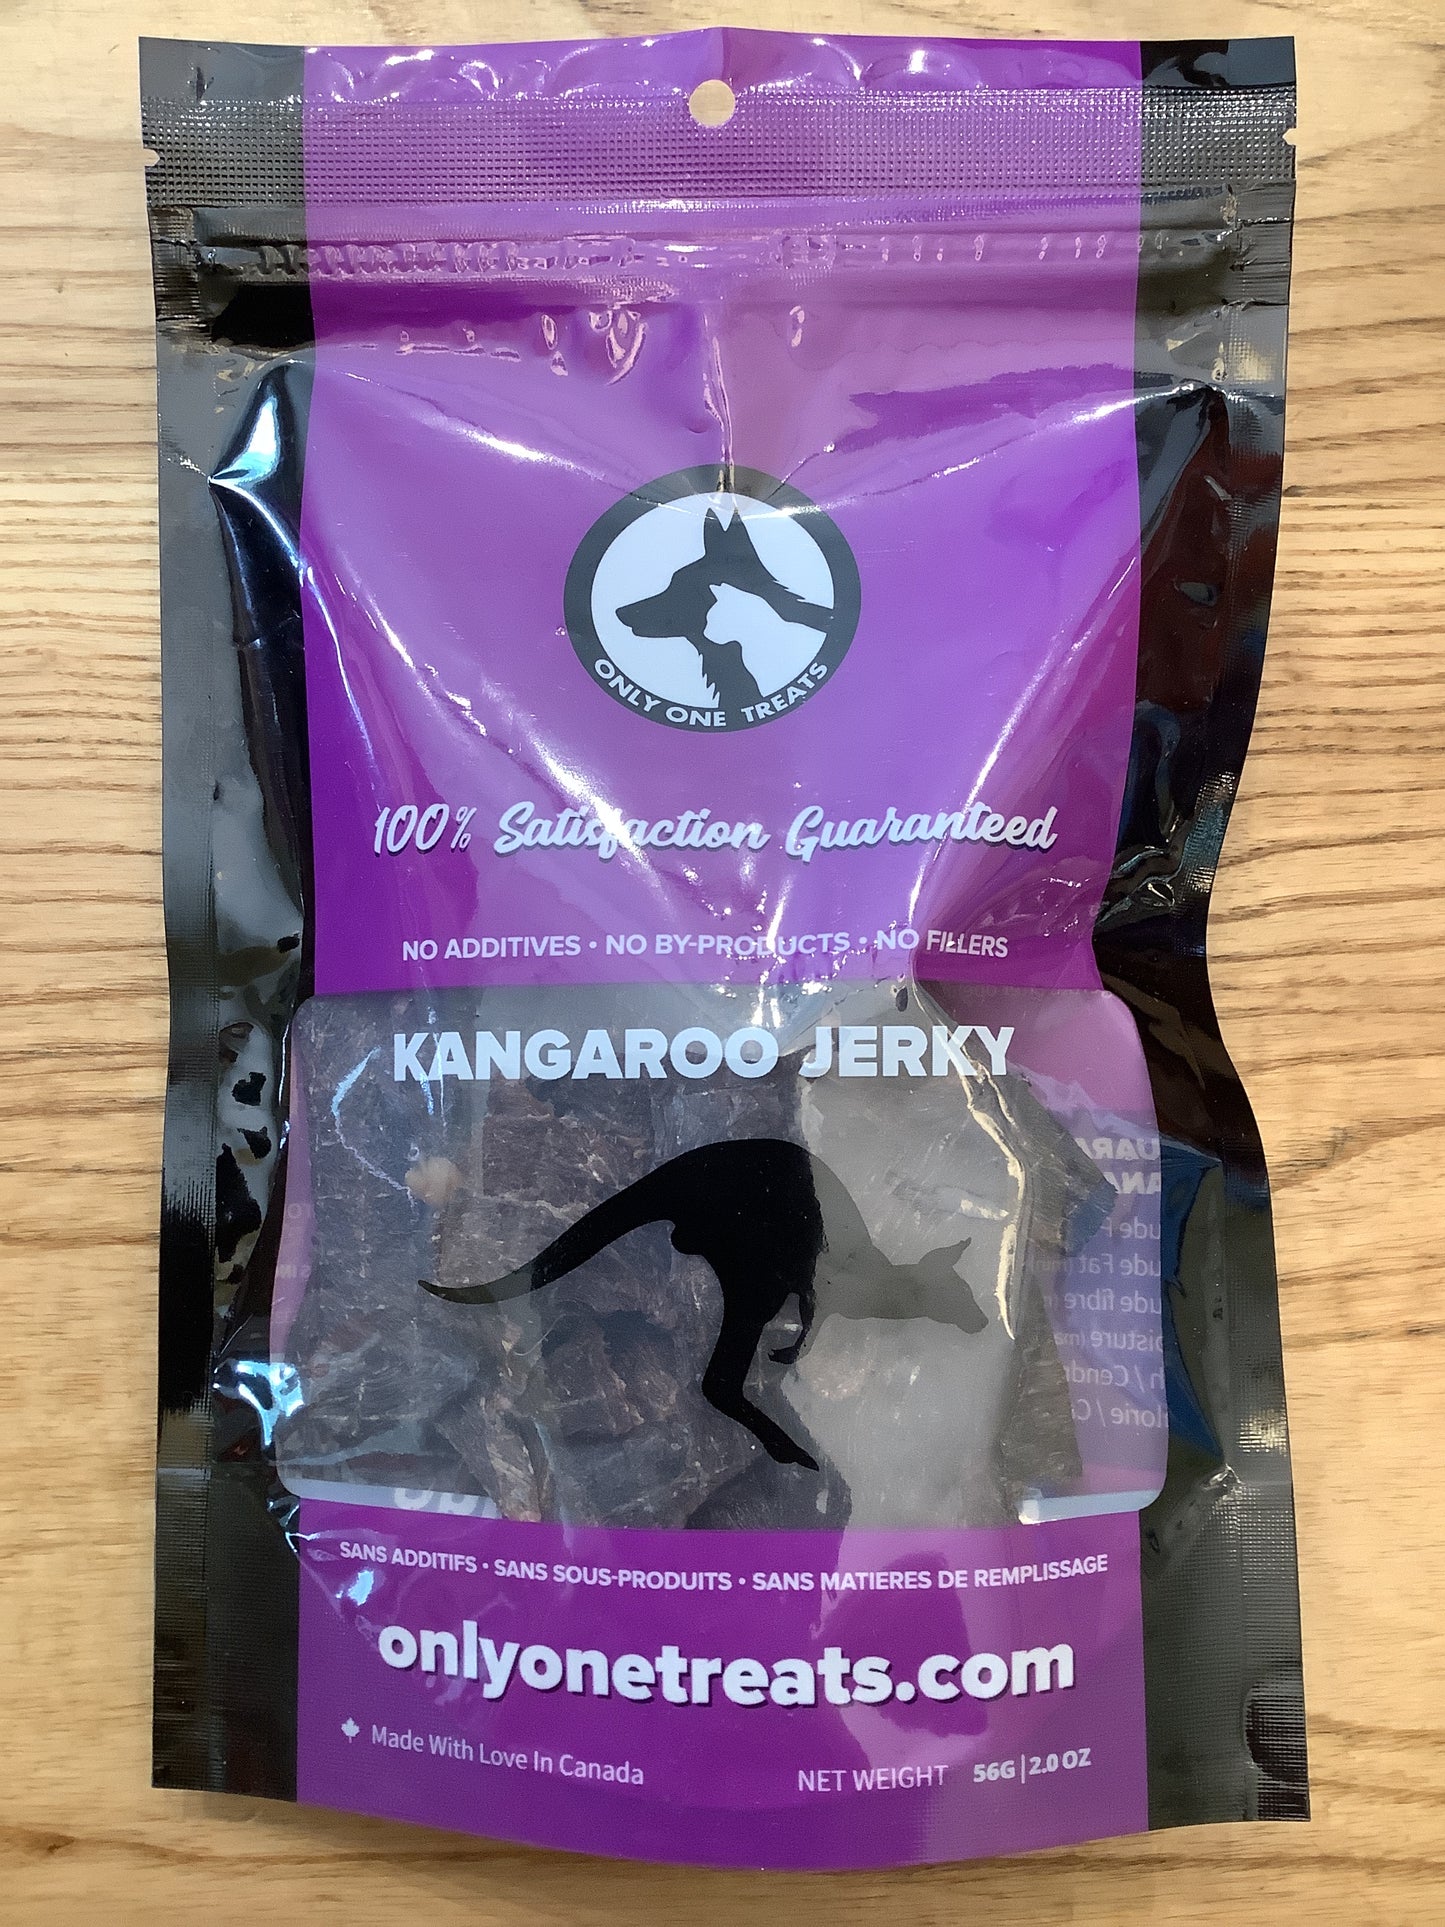 ONLY ONE TREATS
100% Satisfaction Guaranteed
NO ADDITIVES • NO BY-PRODUCTS • NO FILLERS
KANGAROO JERKY
SANS ADDITIFS • SANS SOUS-PRODUITS • SANS MATIERES DE REMPLISSAGE
onlyonetreats.com
Made With Love In Canada
NET WEIGHT 56G | 2.0 OZ